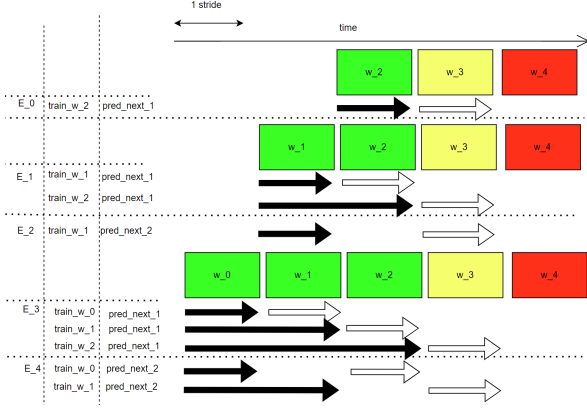 1 stride
time
w_2 w_3 w_4
E_0 train_w_2 pred_next_1
w_1 w_2 w_3 w_4
E_1 train_w_1 pred_next_1
train_w_2 pred_next_1
E_2 train_w_1 pred_next_2
w_0 w_1 w_2 w_3 w_4
E_3 train_w_0 pred_next_1
train_w_1 pred_next_1
train_w_2 pred_next_1
E_4 train_w_0 pred_next_2
train_w_1 pred_next_2